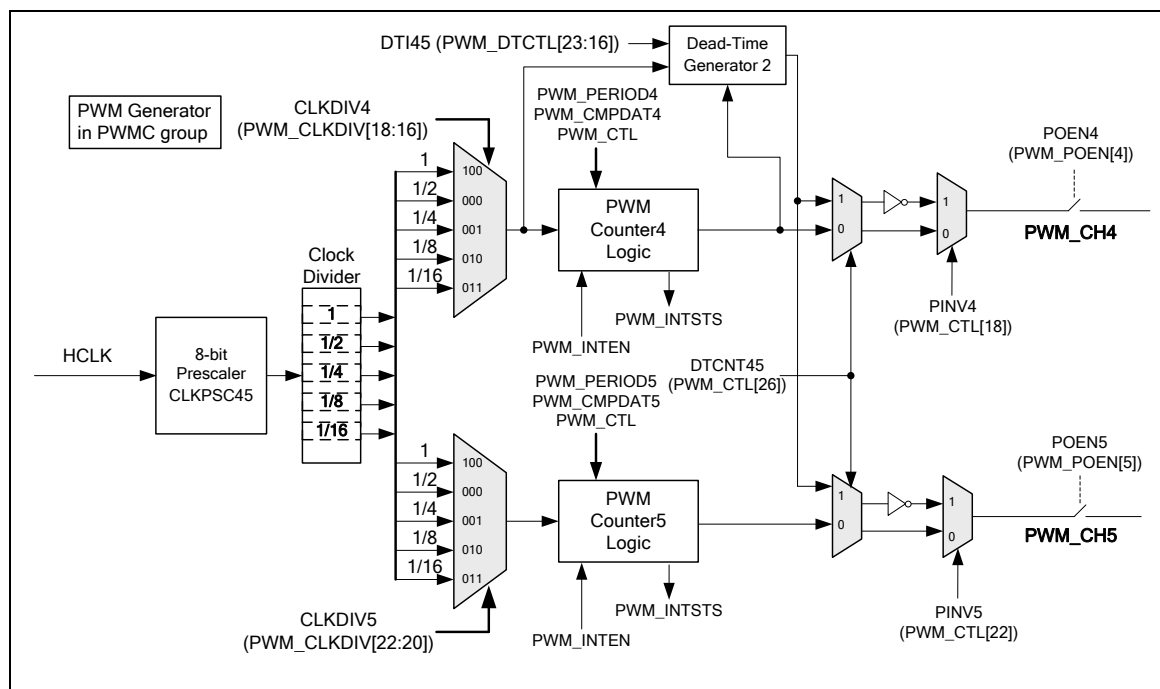 DTI45 (PWM_DTCTL[23:16])
Dead-Time
Generator 2
PWM Generator
in PWMC group
CLKDIV4
(PWM_CLKDIV[18:16])
PWM_PERIOD4
PWM_CMPDAT4
PWM_CTL
POEN4
(PWM_POEN[4])
1
1/2
1/4
1/8
1/16
100
000
001
010
011
PWM
Counter4
Logic
1
0
1
0
PWM_CH4
Clock
Divider
1
1/2
1/4
1/8
1/16
PWM_INTSTS
PWM_INTEN
PINV4
(PWM_CTL[18])
HCLK
8-bit
Prescaler
CLKPSC45
DTCNT45
(PWM_CTL[26])
PWM_PERIOD5
PWM_CMPDAT5
PWM_CTL
POEN5
(PWM_POEN[5])
1
1/2
1/4
1/8
1/16
100
000
001
010
011
PWM
Counter5
Logic
1
0
1
0
PWM_CH5
PWM_INTSTS
PWM_INTEN
CLKDIV5
(PWM_CLKDIV[22:20])
PINV5
(PWM_CTL[22])